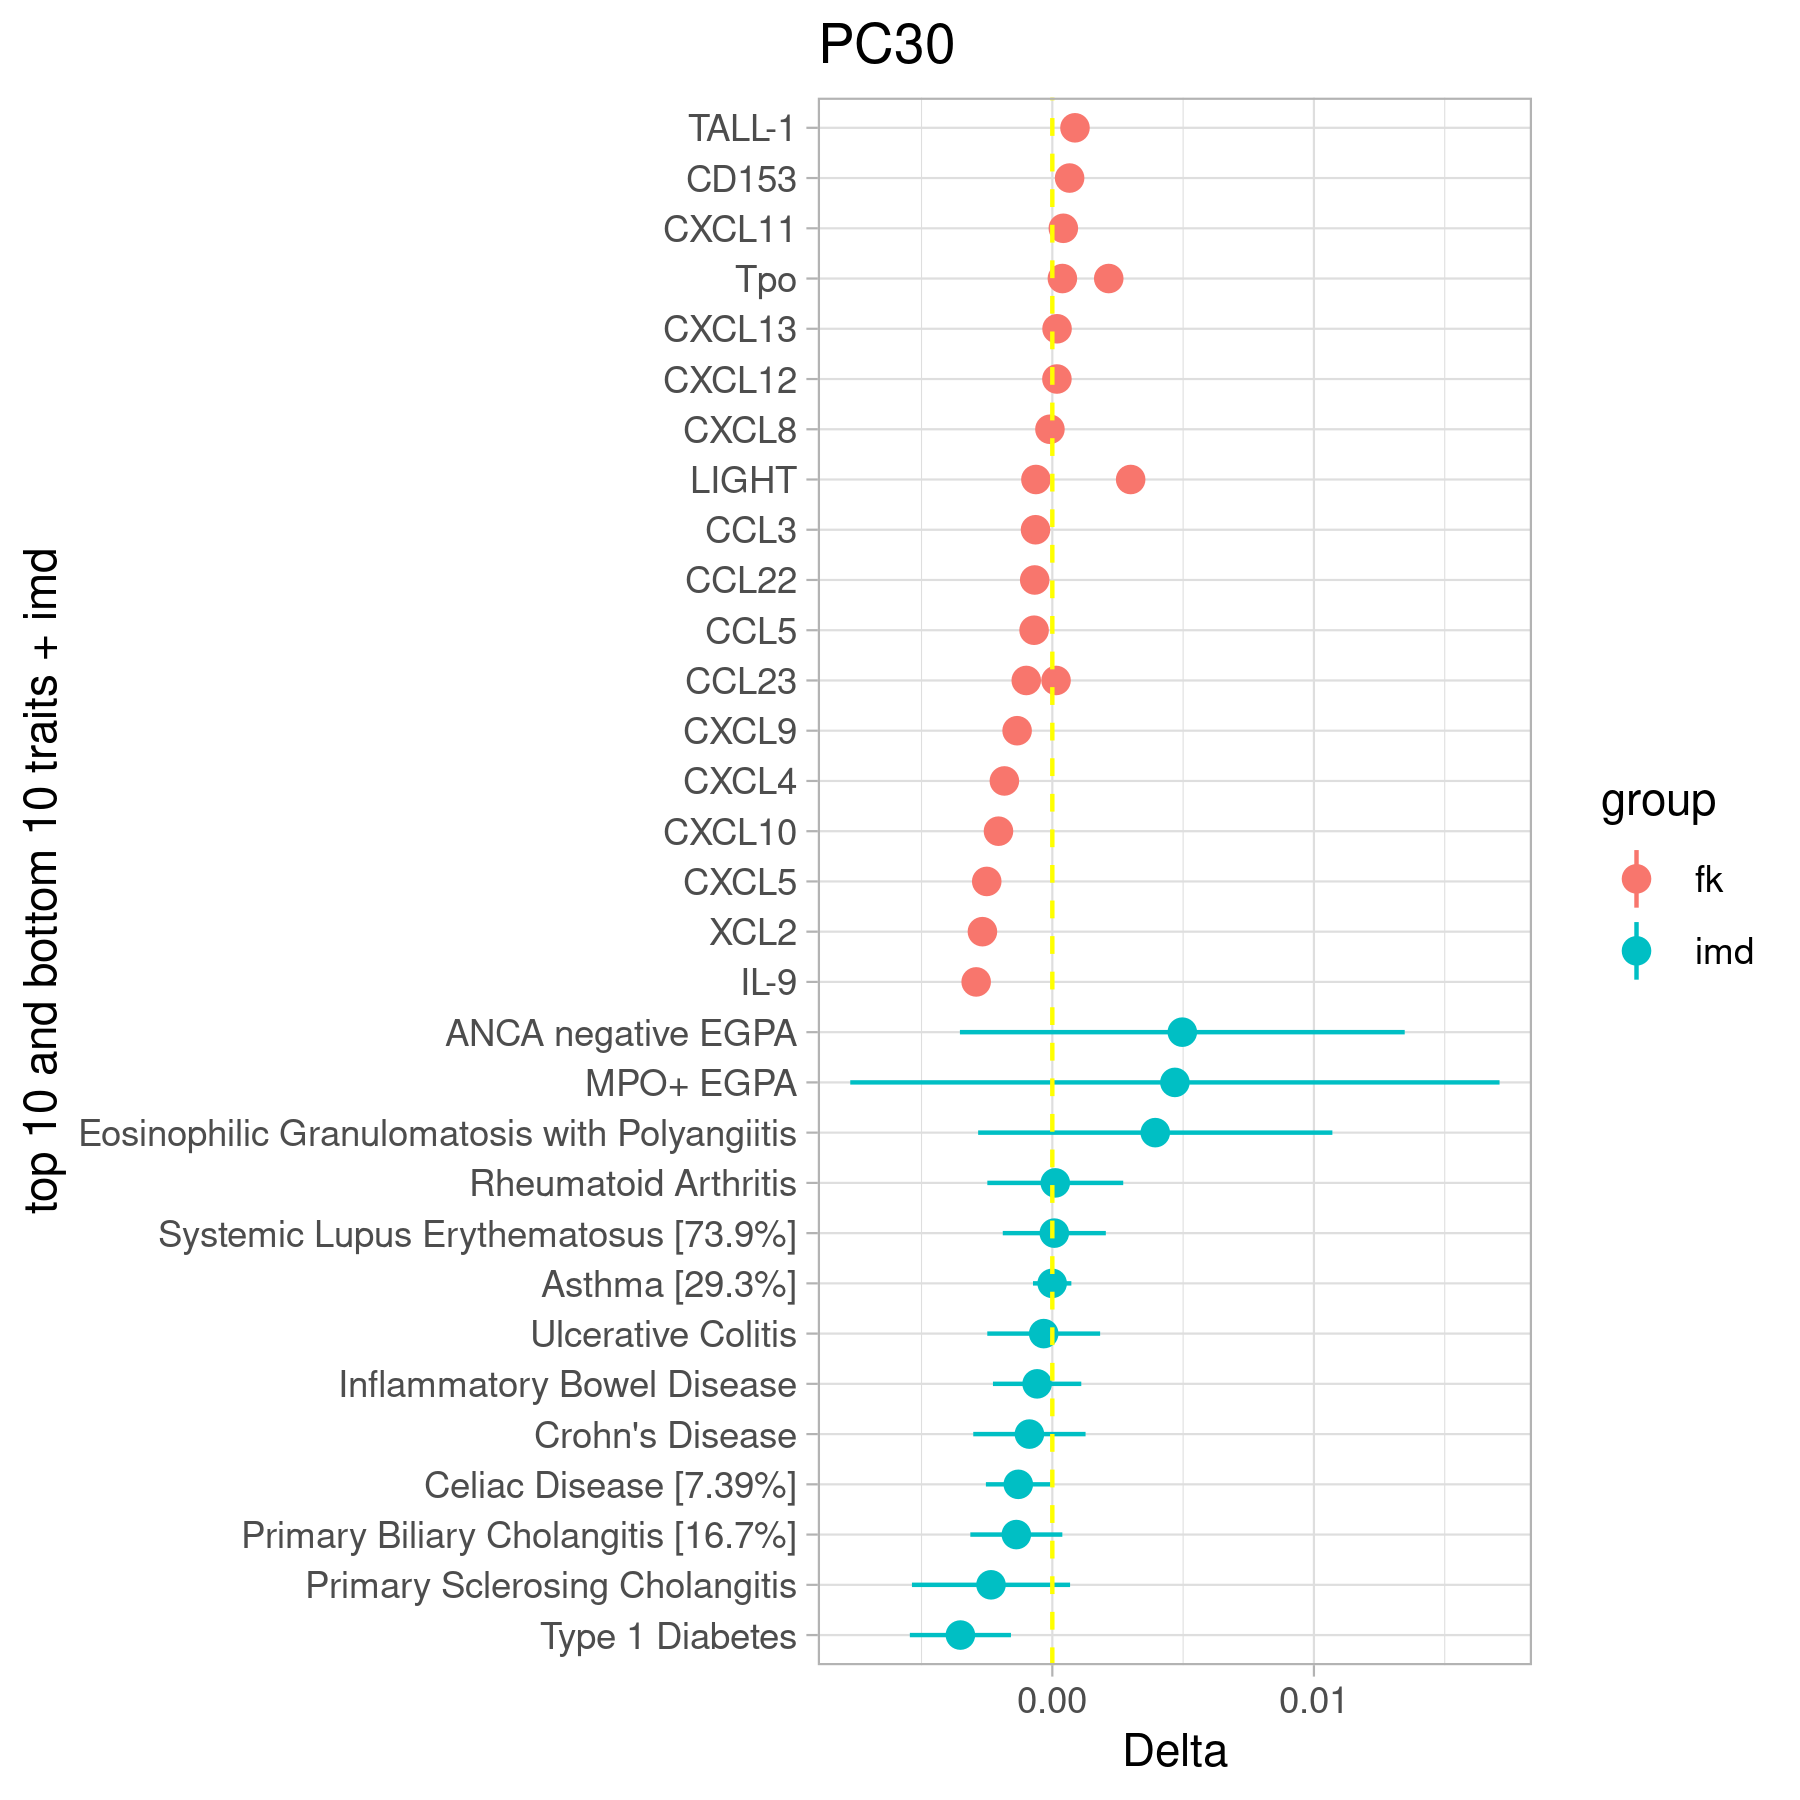 PC30
TALL-1
CD153
CXCL11
Tpo
CXCL13
CXCL12
CXCL8
LIGHT
CCL3
CCL22
CCL5
CCL23
CXCL9
CXCL4
CXCL10
CXCL5
XCL2
IL-9
ANCA negative EGPA
MPO+ EGPA
Eosinophilic Granulomatosis with Polyangiitis
Rheumatoid Arthritis
Systemic Lupus Erythematosus [73.9%]
Asthma [29.3%]
Ulcerative Colitis
Inflammatory Bowel Disease
Crohn's Disease
Celiac Disease [7.39%]
Primary Biliary Cholangitis [16.7%]
Primary Sclerosing Cholangitis
Type 1 Diabetes
top 10 and bottom 10 traits + imd
0.00 0.01
Delta
group
fk
imd